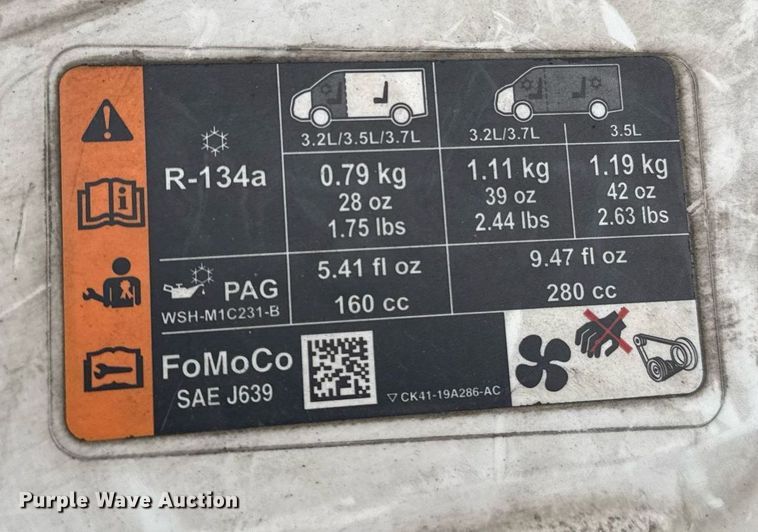 3.2L/3.5L/3.7L
3.2L/3.7L
3.5L
R-134a
0.79 kg
28 oz
1.75 lbs
1.11 kg
39 oz
2.44 lbs
1.19 kg
42 oz
2.63 lbs
PAG
WSH-M1C231-B
5.41 fl oz
160 cc
9.47 fl oz
280 cc
FoMoCo
SAE J639
CK41-19A286-AC
Purple Wave Auction